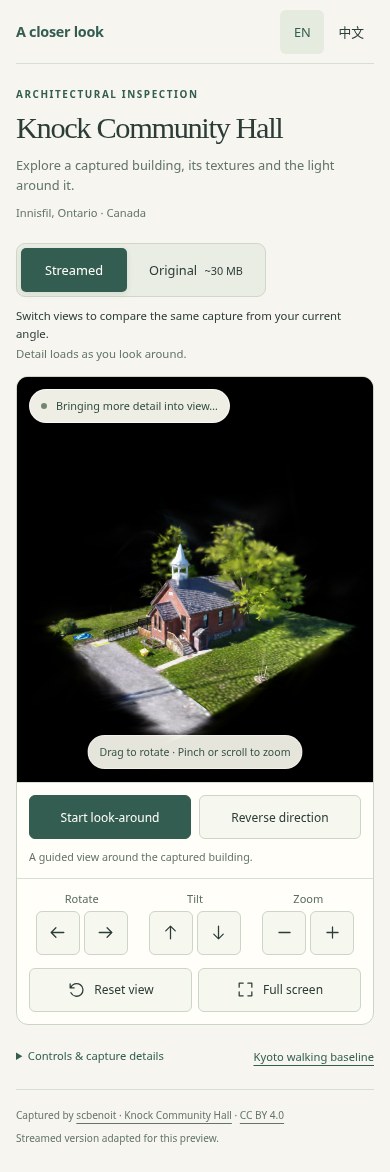 A closer look
EN 中文
ARCHITECTURAL INSPECTION
Knock Community Hall
Explore a captured building, its textures and the light
around it.
Innisfil, Ontario · Canada
Streamed Original ~30 MB
Switch views to compare the same capture from your current
angle.
Detail loads as you look around.
Bringing more detail into view...
Drag to rotate · Pinch or scroll to zoom
Start look-around Reverse direction
A guided view around the captured building.
Rotate Tilt Zoom
Reset view Full screen
Controls & capture details Kyoto walking baseline
Captured by scbenoit · Knock Community Hall · CC BY 4.0
Streamed version adapted for this preview.